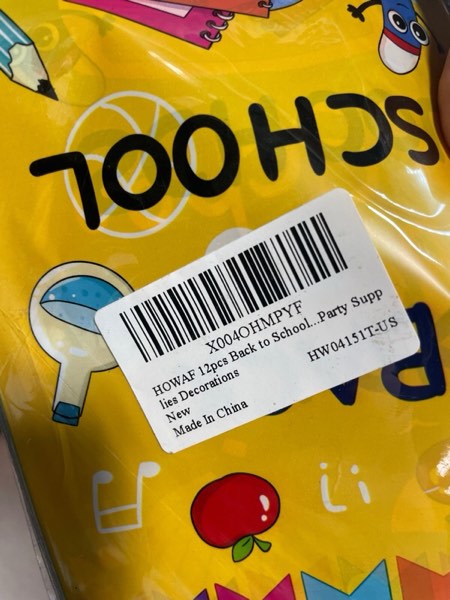 SCHOOL
X004OHMPYF
HOWAF 12pcs Back to School...Party Supp
lies Decorations
HW04151T-US
New
Made In China